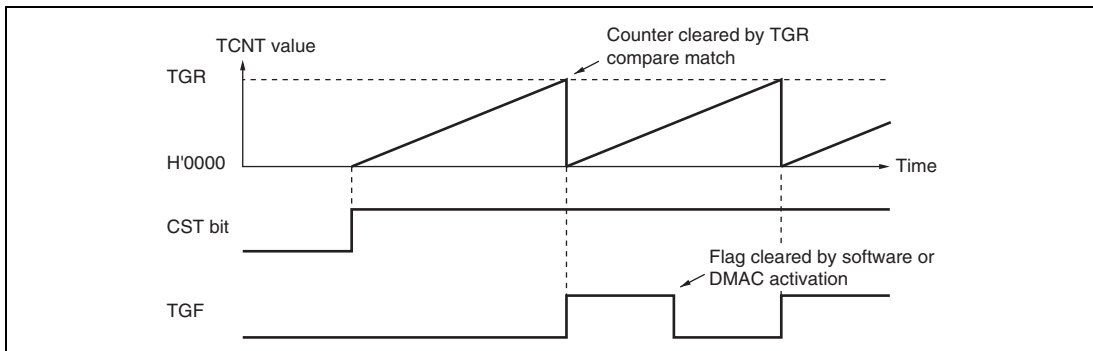 Counter cleared by TGR
compare match
TCNT value
TGR
H'0000
Time
CST bit
Flag cleared by software or
DMAC activation
TGF